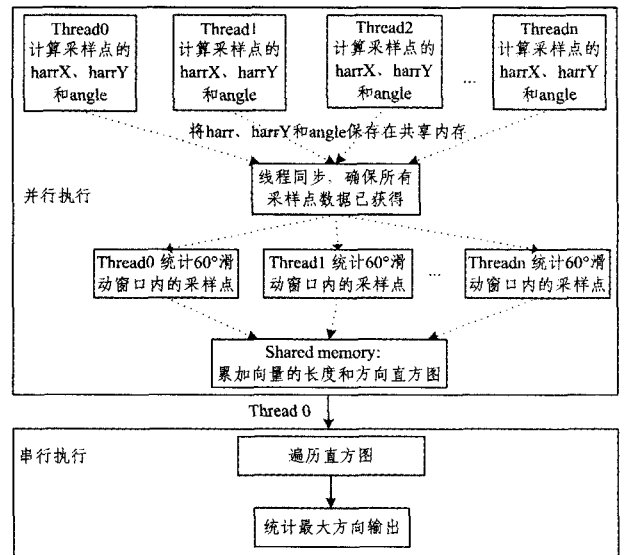 Thread0
计算采样点的
harrX、harrY
和angle
Thread1
计算采样点的
harrX、harrY
和angle
Thread2
计算采样点的
harrX、harrY
和angle
...
Threadn
计算采样点的
harrX、harrY
和angle
将harr、harrY和angle保存在共享内存
并行执行
线程同步，确保所有
采样点数据已获得
Thread0 统计60°滑
动窗口内的采样点
Thread1 统计60°滑
动窗口内的采样点
...
Threadn 统计60°滑
动窗口内的采样点
Shared memory:
累加向量的长度和方向直方图
Thread 0
串行执行
遍历直方图
统计最大方向输出